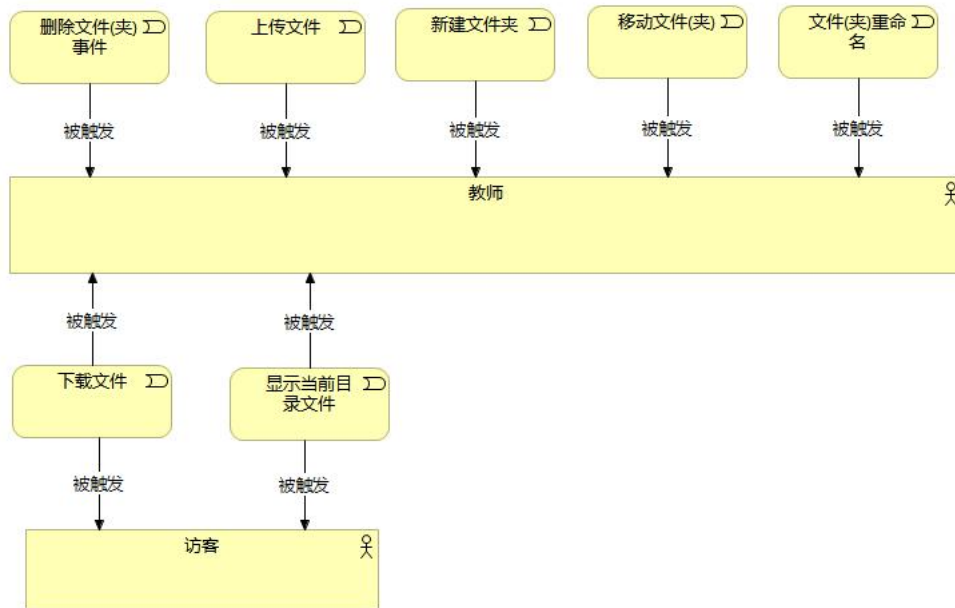 删除文件(夹)
事件
上传文件
新建文件夹
移动文件(夹)
文件(夹)重命
名
被触发
被触发
被触发
被触发
被触发
教师
被触发
被触发
下载文件
显示当前目
录文件
被触发
被触发
访客